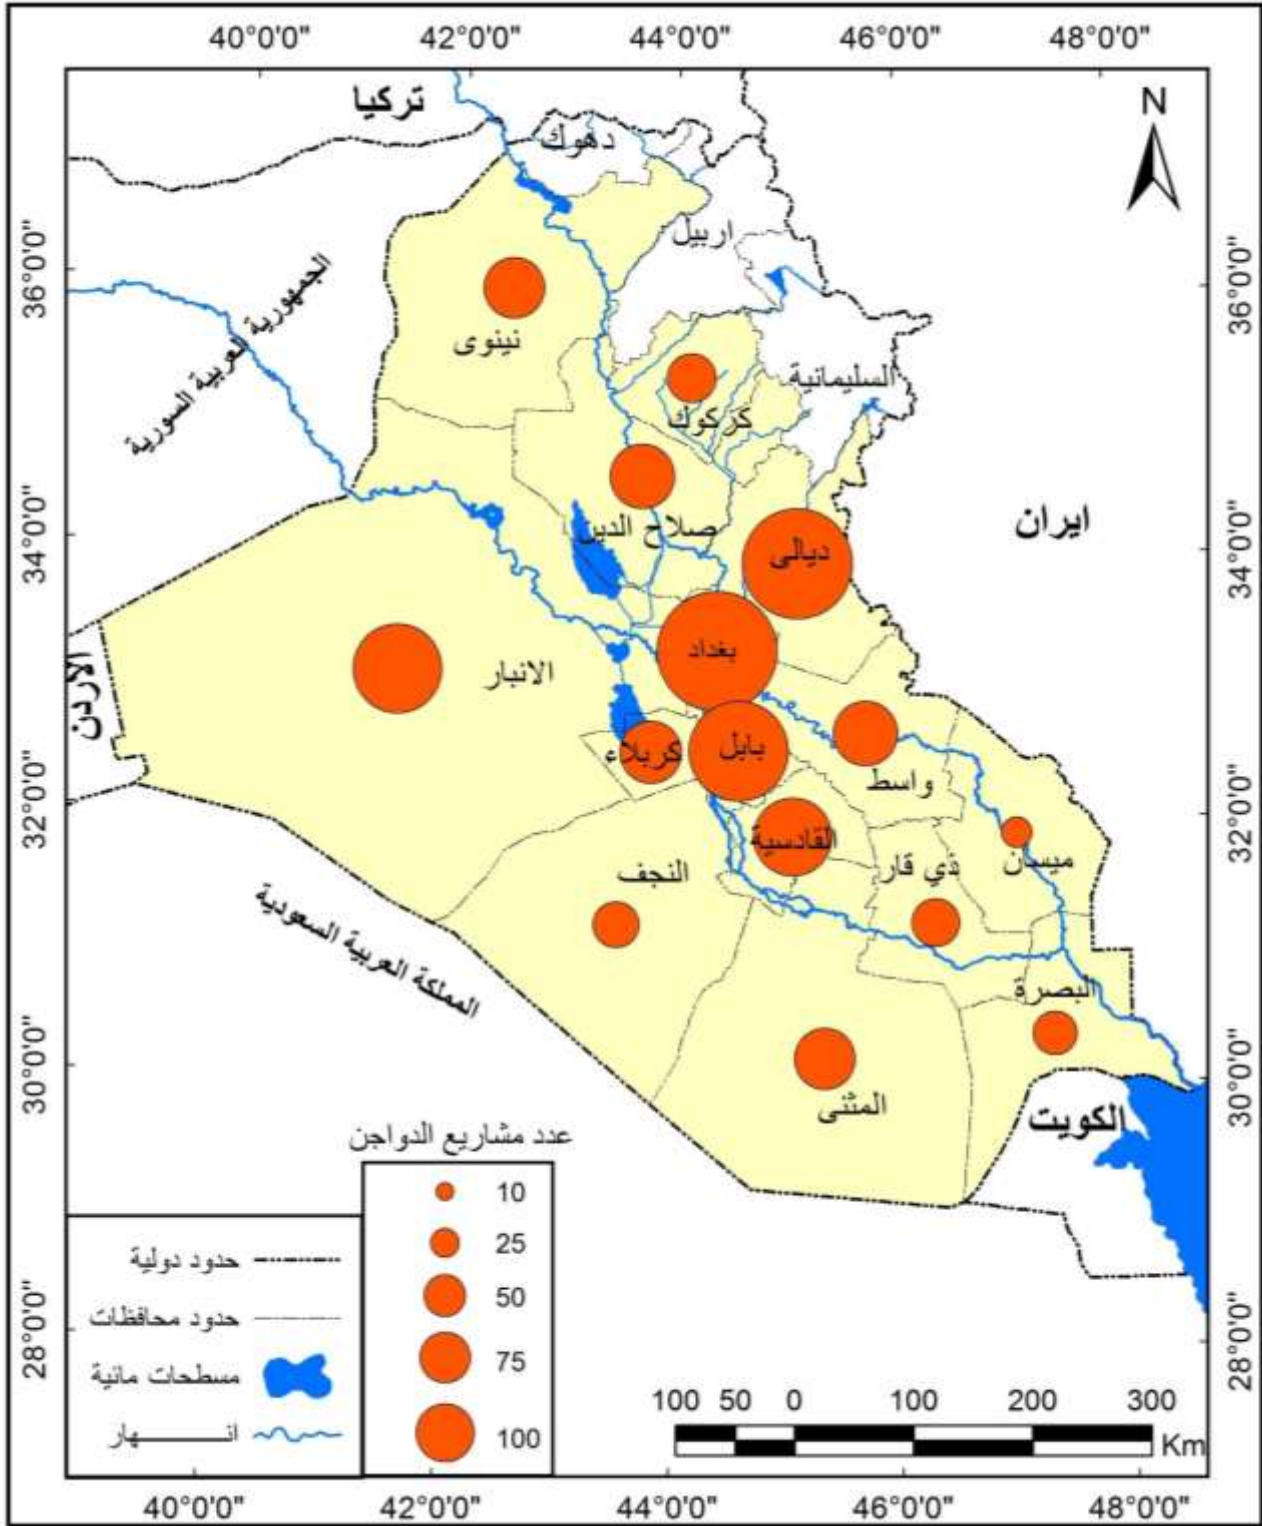 40°0'0" 42°0'0" 44°0'0" 46°0'0" 48°0'0"
N
تركيا
دهوك
اربيل
36°0'0"
36°0'0"
الجمهورية العربية السورية
نينوى
السليمانية
كركوك
ايران
34°0'0"
34°0'0"
صلاح الدين
ديالى
بغداد
الانبار
الاردن
بابل
كربلاء
واسط
32°0'0"
32°0'0"
القادسية
ميسان
ذي قار
النجف
المملكة العربية السعودية
البصرة
30°0'0"
30°0'0"
المثنى
الكويت
عدد مشاريع الدواجن
10
25
50
75
100
حدود دولية
حدود محافظات
مسطحات مائية
انـــــــهار
28°0'0"
28°0'0"
100 50 0 100 200 300
Km
40°0'0" 42°0'0" 44°0'0" 46°0'0" 48°0'0"